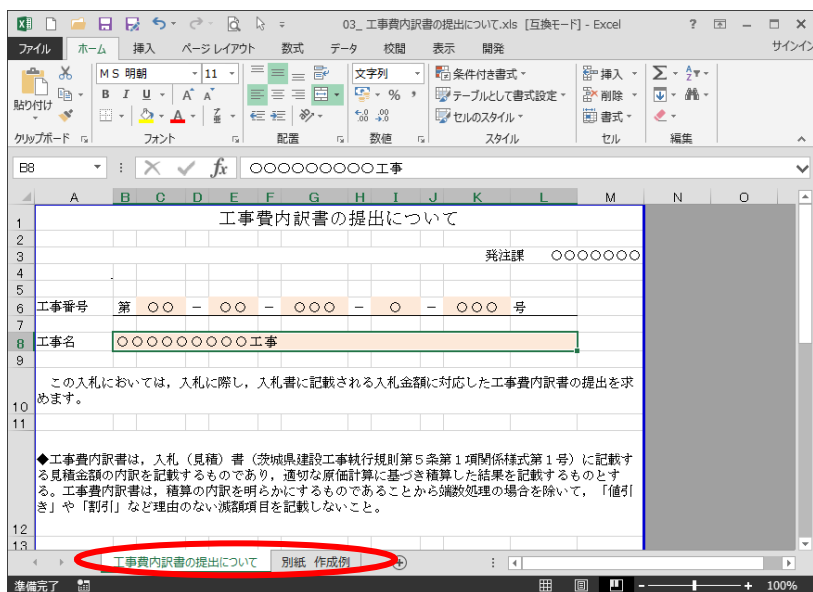 03_ 工事費内訳書の提出について.xls [互換モード] - Excel
ファイル ホーム 挿入 ページ レイアウト 数式 データ 校閲 表示 開発 サインイン
貼り付け
ＭＳ 明朝 11
B I U A A
A
文字列
% ,
条件付き書式
テーブルとして書式設定
セルのスタイル
挿入
削除
書式
Σ
クリップボード フォント 配置 数値 スタイル セル 編集
B8 fx ○○○○○○○○○工事
A B C D E F G H I J K L M N O
1 工事費内訳書の提出について
2
3 発注課 ○○○○○○○
4
5
6 工事番号 第 ○○ － ○○ － ○○○ － ○ － ○○○ 号
7
8 工事名 ○○○○○○○○○工事
9
この入札においては，入札に際し，入札書に記載される入札金額に対応した工事費内訳書の提出を求
10 めます。
11
◆工事費内訳書は，入札（見積）書（茨城県建設工事執行規則第５条第１項関係様式第１号）に記載す
る見積金額の内訳を記載するものであり，適切な原価計算に基づき積算した結果を記載するものとす
る。工事費内訳書は，積算の内訳を明らかにするものであることから端数処理の場合を除いて，「値引
き」や「割引」など理由のない減額項目を記載しないこと。
12
13
工事費内訳書の提出について 別紙 作成例
準備完了 100%